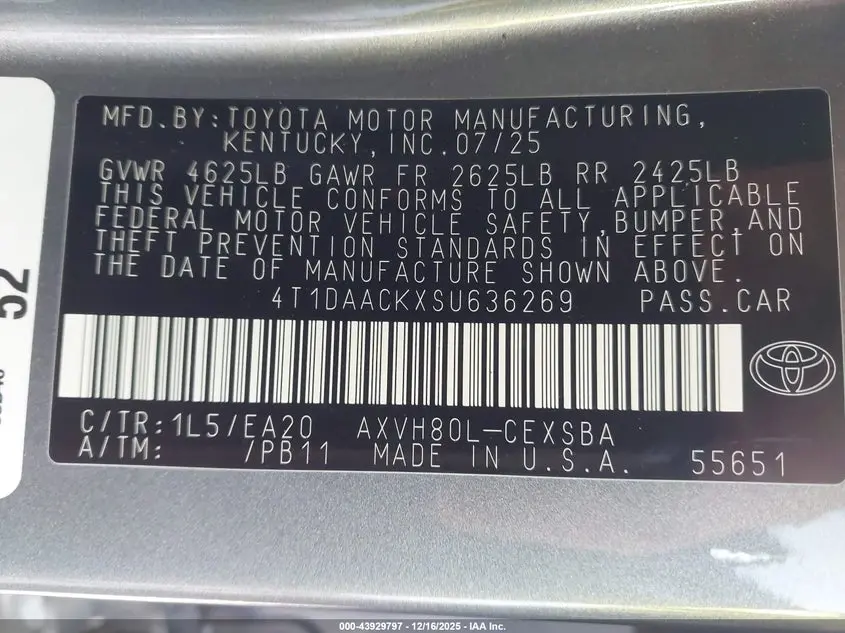 MFD.BY:TOYOTA MOTOR MANUFACTURING,
KENTUCKY,INC.07/25
GVWR 4625LB GAWR FR 2625LB RR 2425LB
THIS VEHICLE CONFORMS TO ALL APPLICABLE
FEDERAL MOTOR VEHICLE SAFETY,BUMPER,AND
THEFT PREVENTION STANDARDS IN EFFECT ON
THE DATE OF MANUFACTURE SHOWN ABOVE.
4T1DAACKXSU636269 PASS.CAR
C/TR:1L5/EA20 AXVH80L-CEXSBA
A/TM: /PB11 MADE IN U.S.A. 55651
52
000-43929797 - 12/16/2025 - IAA Inc.